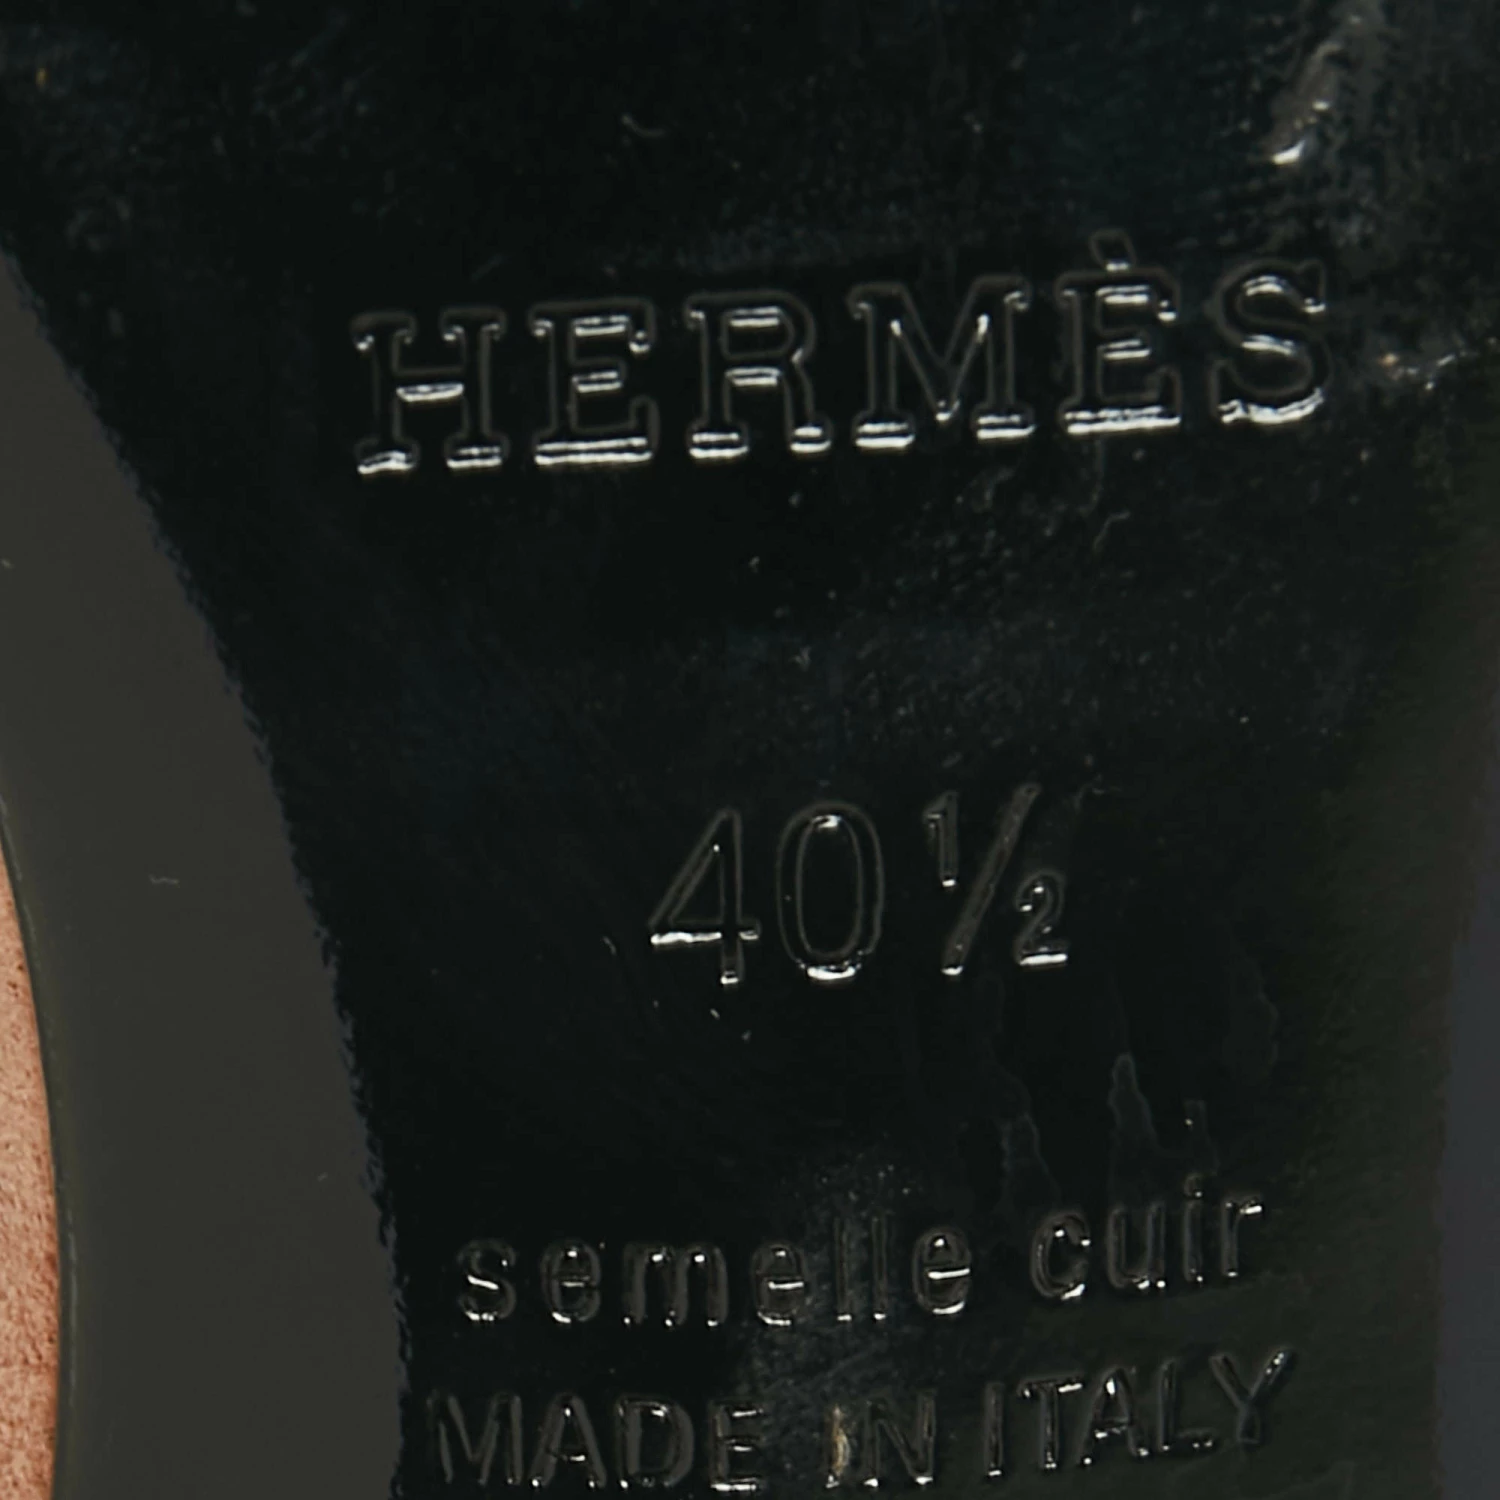 HERMÈS
40½
semelle cuir
MADE IN ITALY